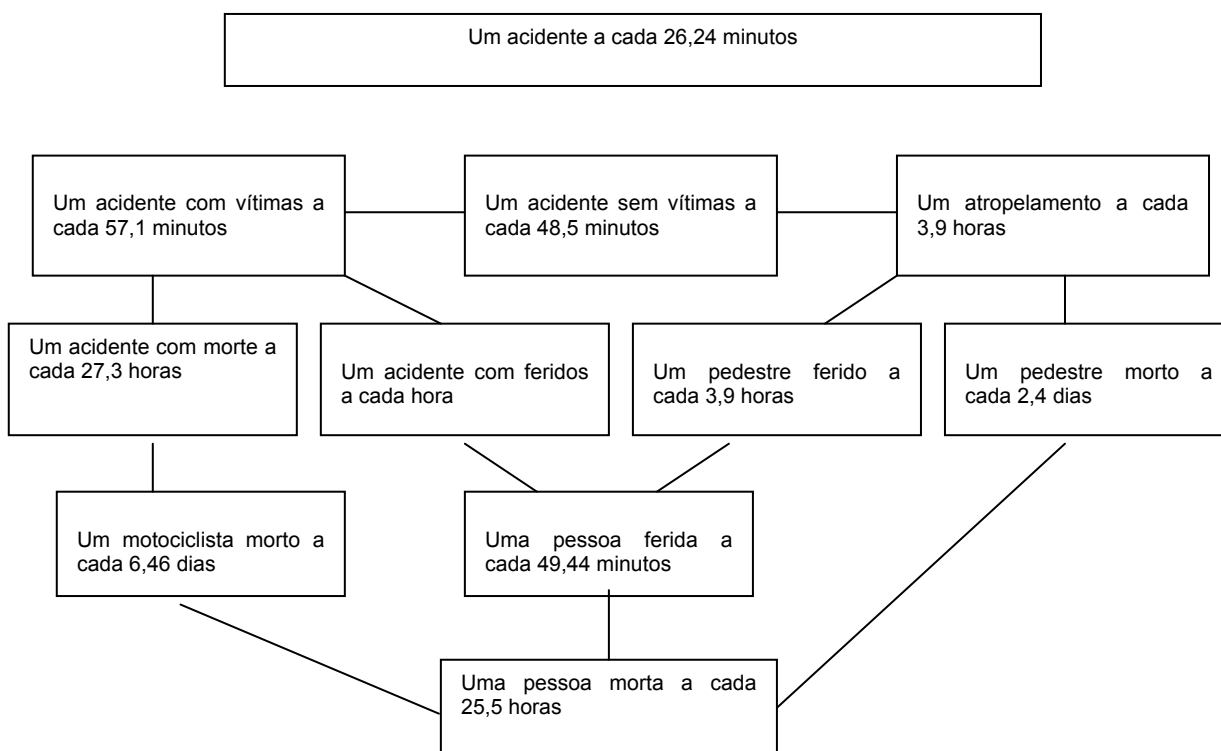 Um acidente a cada 26,24 minutos
Um acidente com vítimas a
cada 57,1 minutos
Um acidente sem vítimas a
cada 48,5 minutos
Um atropelamento a cada
3,9 horas
Um acidente com morte a
cada 27,3 horas
Um acidente com feridos
a cada hora
Um pedestre ferido a
cada 3,9 horas
Um pedestre morto a
cada 2,4 dias
Um motociclista morto a
cada 6,46 dias
Uma pessoa ferida a
cada 49,44 minutos
Uma pessoa morta a cada
25,5 horas